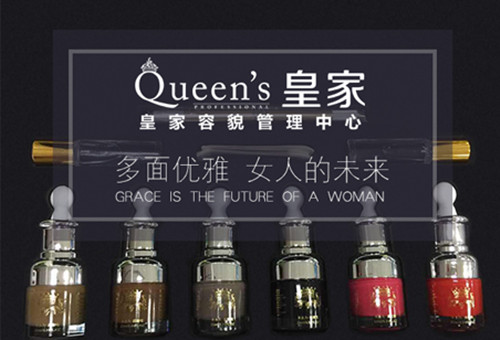 Queen's 皇家
PROFESSIONAL
皇家容貌管理中心
多面优雅 女人的未来
GRACE IS THE FUTURE OF A WOMAN